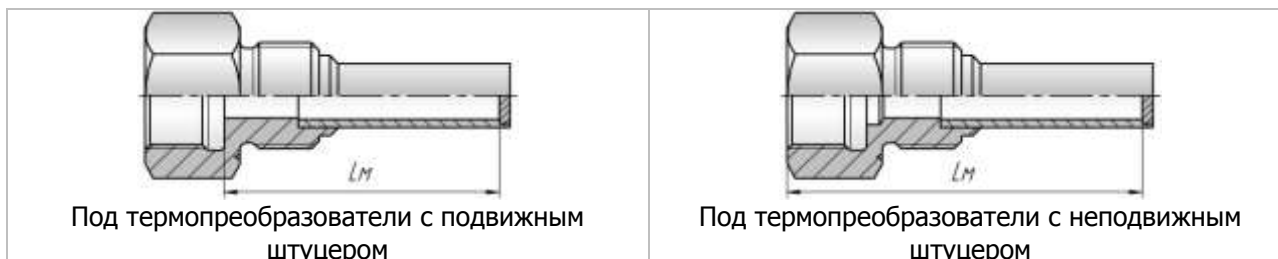 Lм
Под термопреобразователи с подвижным
штуцером
Lм
Под термопреобразователи с неподвижным
штуцером